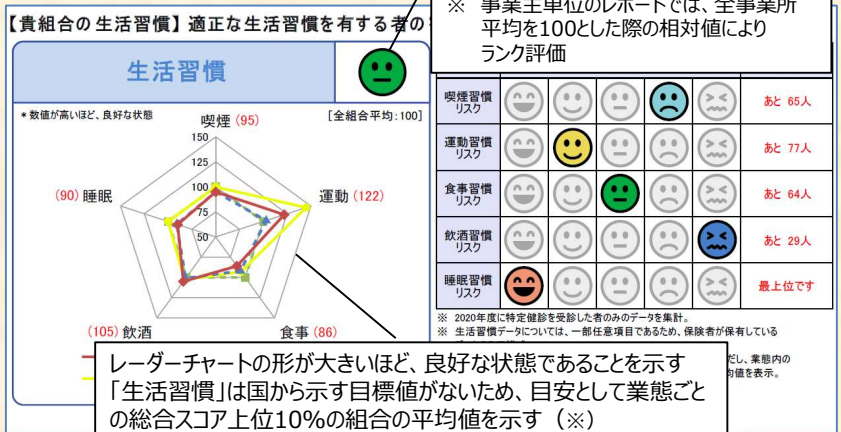 【貴組合の生活習慣】適正な生活習慣を有する者の
※ 事業主単位のレポートでは、全事業所
平均を100とした際の相対値により
ランク評価
生活習慣
*数値が高いほど、良好な状態
[全組合平均:100]
喫煙 (95)
150
125
100
75
50
(90) 睡眠
運動 (122)
(105) 飲酒
食事 (86)
喫煙習慣
リスク
あと 65人
運動習慣
リスク
あと 77人
食事習慣
リスク
あと 64人
飲酒習慣
リスク
あと 29人
睡眠習慣
リスク
最上位です
※ 2020年度に特定健診を受診した者のみのデータを集計。
※ 生活習慣データについては、一部任意項目であるため、保険者が保有している
だし、業態内の
均値を表示。
レーダーチャートの形が大きいほど、良好な状態であることを示す
「生活習慣」は国から示す目標値がないため、目安として業態ごと
の総合スコア上位10%の組合の平均値を示す（※）